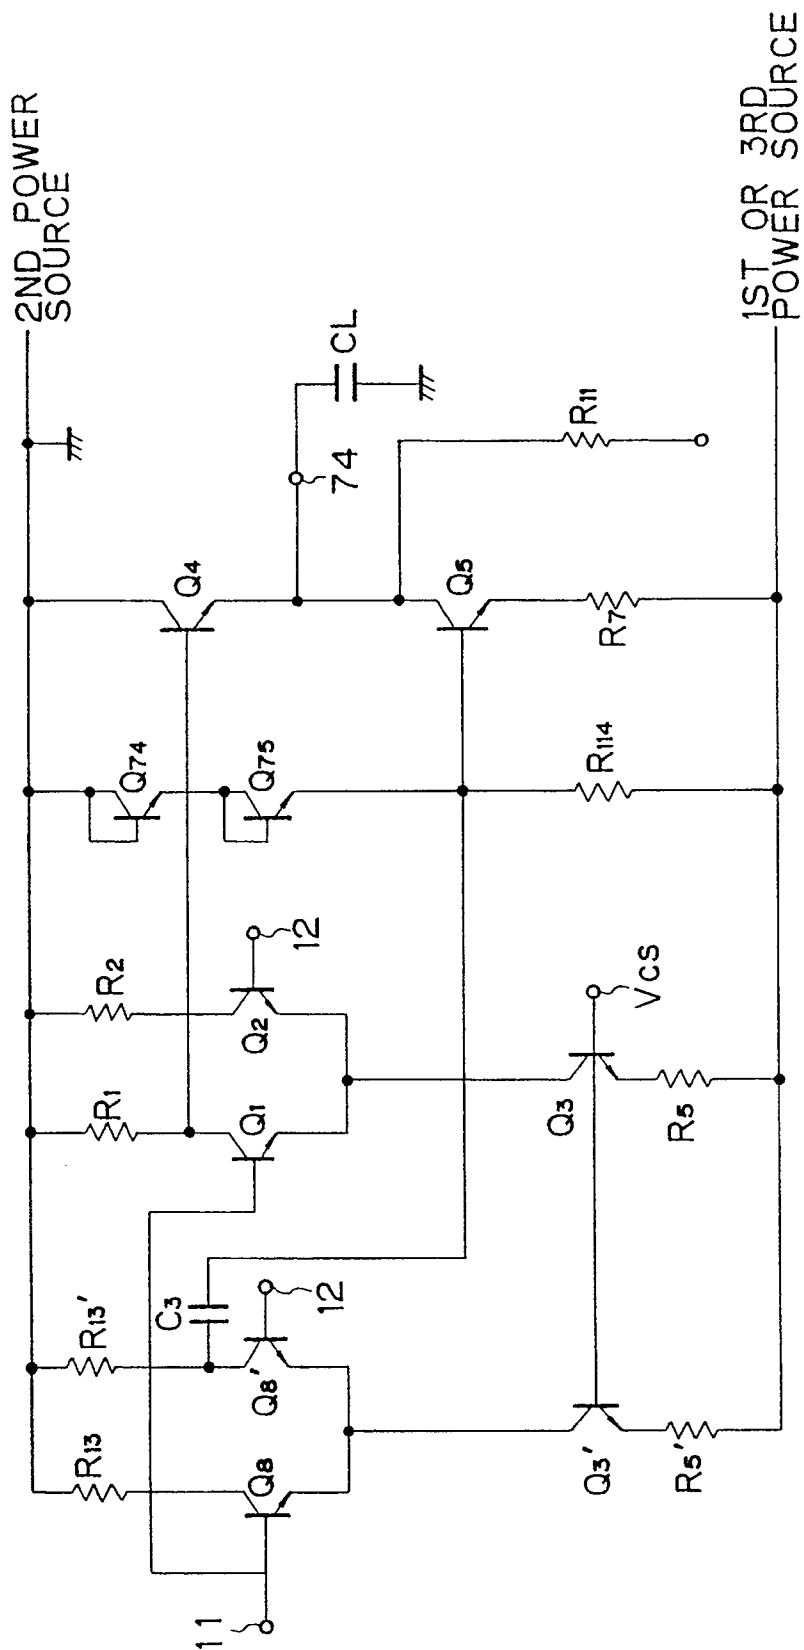 2ND POWER
SOURCE
R13
R13'
R1
R2
Q74
Q4
CL
74
C3
Q75
11
Q8
Q8'
12
Q1
Q2
12
Q5
R11
Q3'
Q3
VCS
R5'
R5
R114
R7
1ST OR 3RD
POWER SOURCE